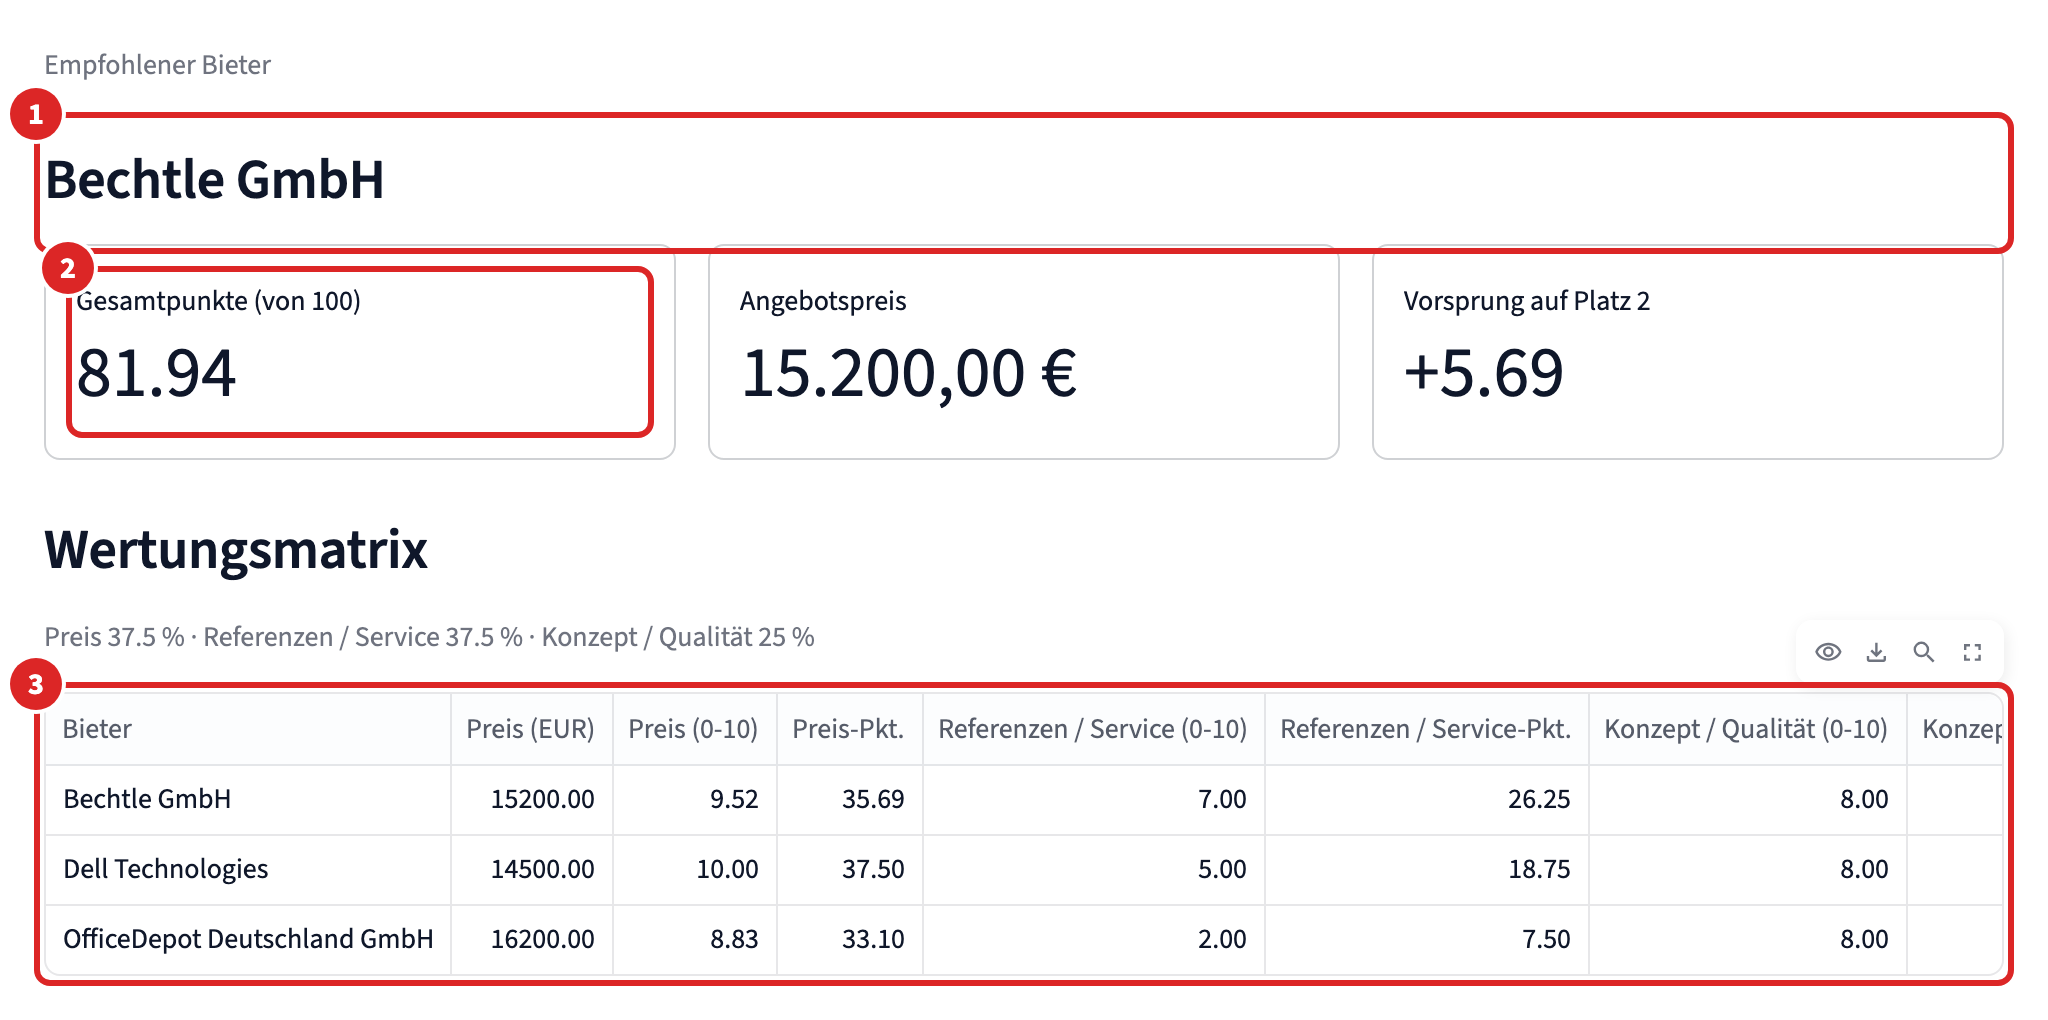 Empfohlener Bieter
1
Bechtle GmbH
2
Gesamtpunkte (von 100) Angebotspreis Vorsprung auf Platz 2
81.94 15.200,00 € +5.69
Wertungsmatrix
Preis 37.5 % · Referenzen / Service 37.5 % · Konzept / Qualität 25 %
3
Bieter Preis (EUR) Preis (0-10) Preis-Pkt. Referenzen / Service (0-10) Referenzen / Service-Pkt. Konzept / Qualität (0-10) Konzep
Bechtle GmbH 15200.00 9.52 35.69 7.00 26.25 8.00
Dell Technologies 14500.00 10.00 37.50 5.00 18.75 8.00
OfficeDepot Deutschland GmbH 16200.00 8.83 33.10 2.00 7.50 8.00